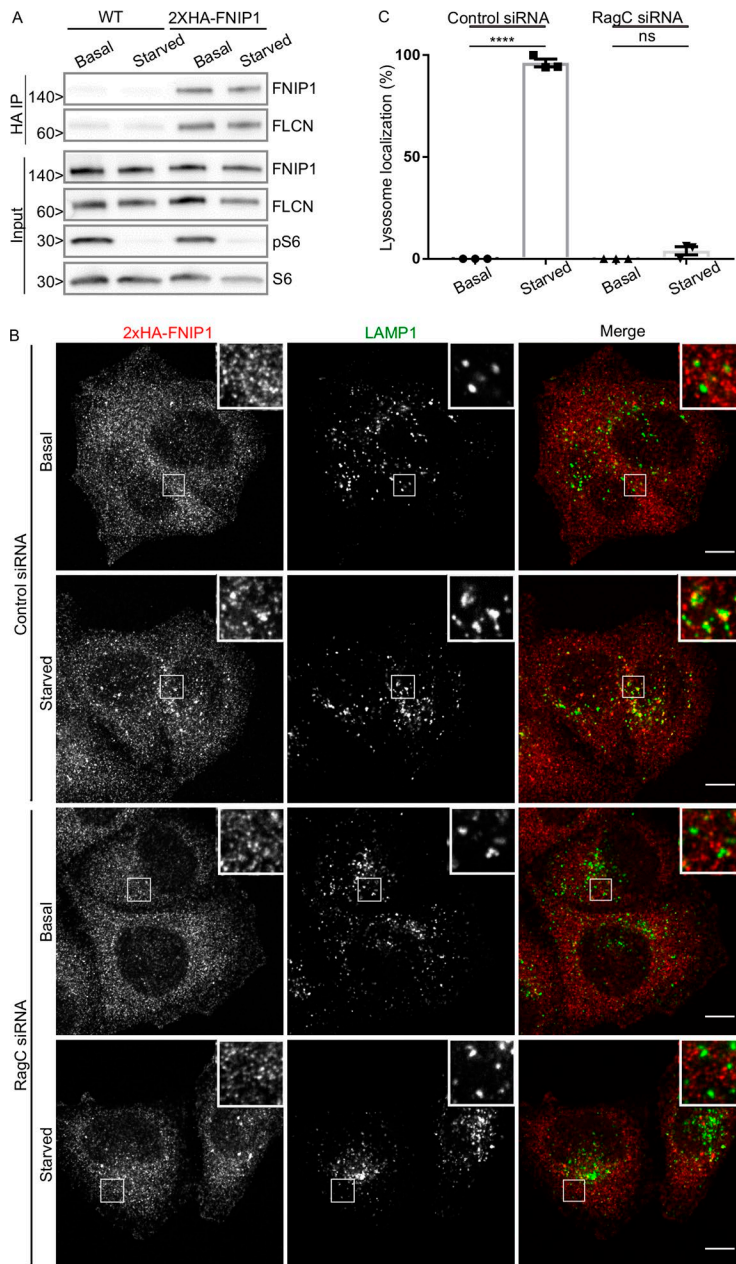 A
WT 2XHA-FNIP1
Basal Starved Basal Starved
HA IP
140> FNIP1
60> FLCN
Input
140> FNIP1
60> FLCN
30> pS6
30> S6
C
Control siRNA RagC siRNA
**** ns
Lysosome localization (%)
100
50
0
Basal Starved Basal Starved
B
2xHA-FNIP1 LAMP1 Merge
Control siRNA
Basal
Starved
RagC siRNA
Basal
Starved